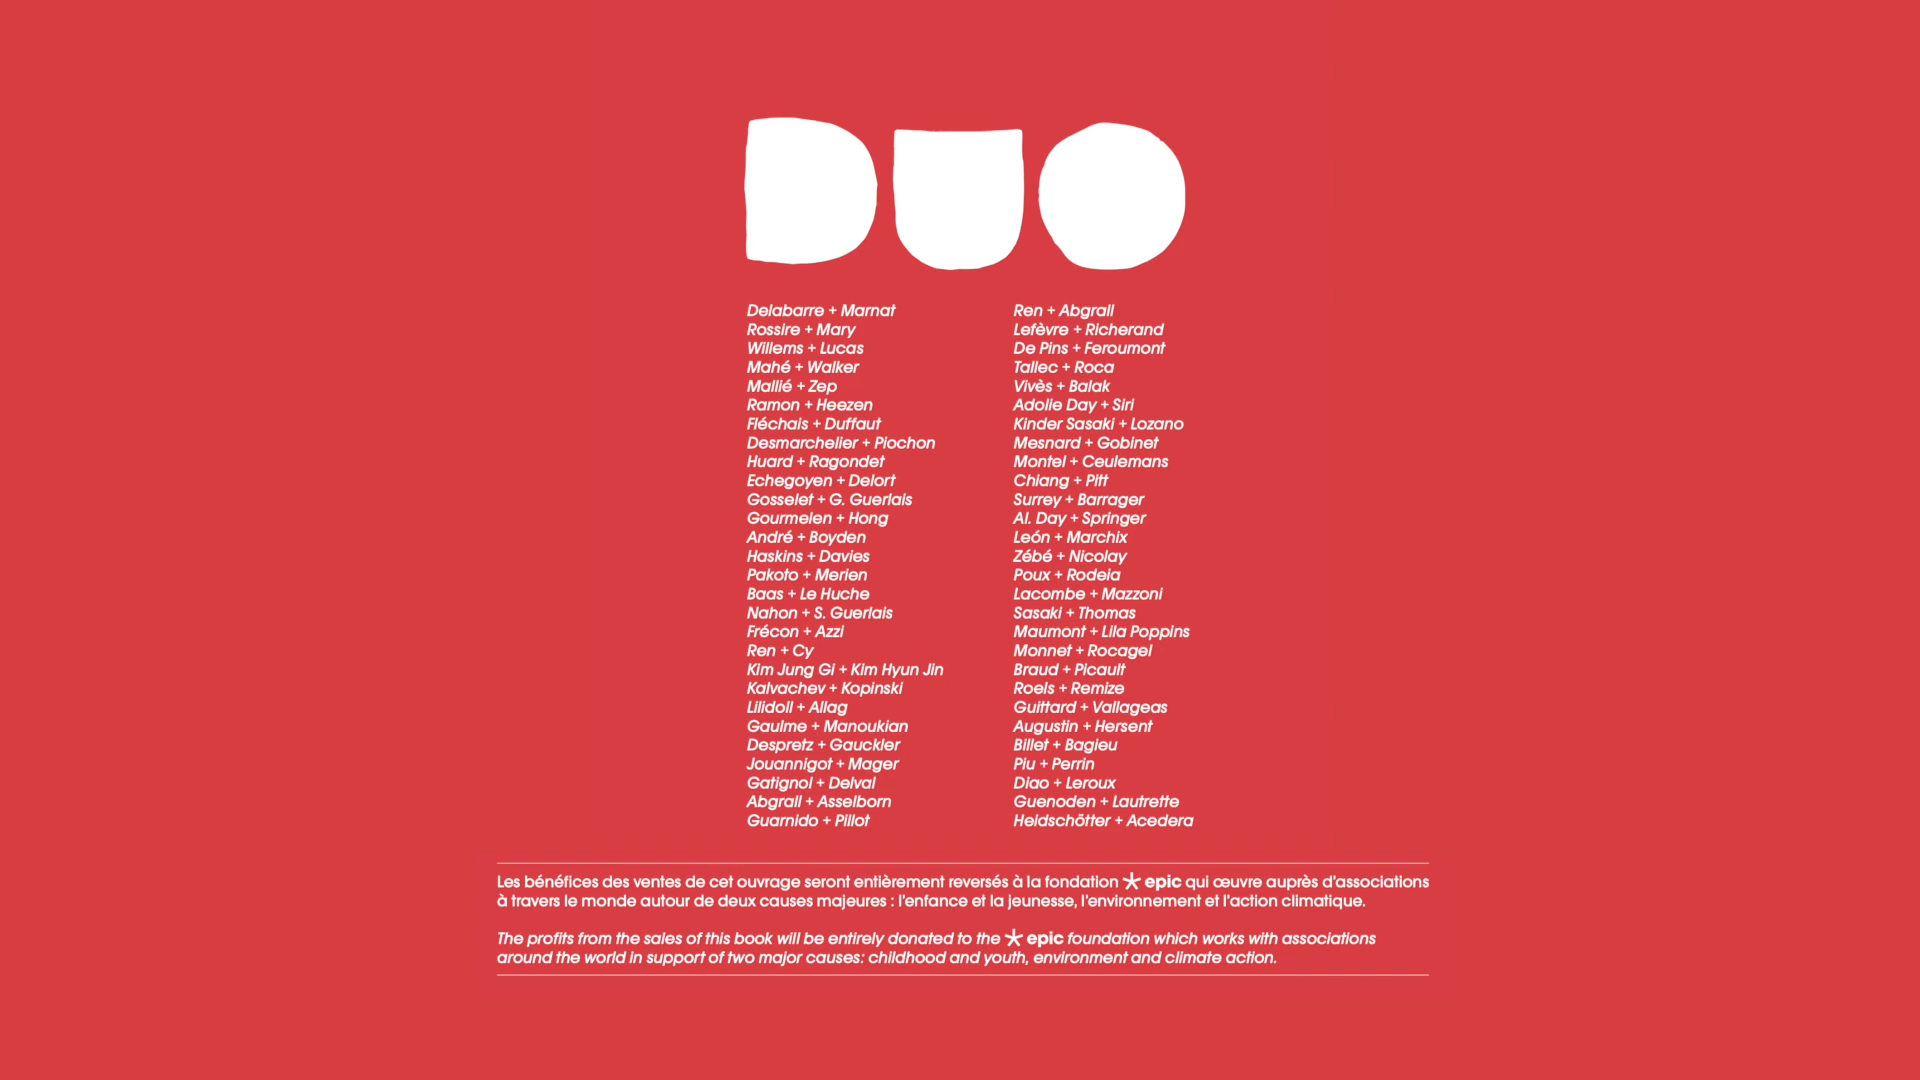 DUO
Delabarre + Marnat
Rossire + Mary
Willems + Lucas
Mahé + Walker
Mallié + Zep
Ramon + Heezen
Fléchais + Duffaut
Desmarchelier + Piochon
Huard + Ragondet
Echegoyen + Delort
Gosselet + G. Guerlais
Gourmelen + Hong
André + Boyden
Haskins + Davies
Pakoto + Merien
Baas + Le Huche
Nahon + S. Guerlais
Frécon + Azzi
Ren + Cy
Kim Jung Gi + Kim Hyun Jin
Kalvachev + Kopinski
Lilidoll + Allag
Gaulme + Manoukian
Despretz + Gauckler
Jouannigot + Mager
Gatignol + Delval
Abgrall + Asselborn
Guarnido + Pillot
Ren + Abgrall
Lefèvre + Richerand
De Pins + Feroumont
Tallec + Roca
Vivès + Balak
Adolie Day + Siri
Kinder Sasaki + Lozano
Mesnard + Gobinet
Montel + Ceulemans
Chiang + Pitt
Surrey + Barrager
Al. Day + Springer
León + Marchix
Zébé + Nicolay
Poux + Rodeia
Lacombe + Mazzoni
Sasaki + Thomas
Maumont + Lila Poppins
Monnet + Rocagel
Braud + Picault
Roels + Remize
Guittard + Vallageas
Augustin + Hersent
Billet + Bagieu
Piu + Perrin
Diao + Leroux
Guenoden + Lautrette
Heldschötter + Acedera
Les bénéfices des ventes de cet ouvrage seront entièrement reversés à la fondation epic qui œuvre auprès d'associations
à travers le monde autour de deux causes majeures : l'enfance et la jeunesse, l'environnement et l'action climatique.
The profits from the sales of this book will be entirely donated to the epic foundation which works with associations
around the world in support of two major causes: childhood and youth, environment and climate action.